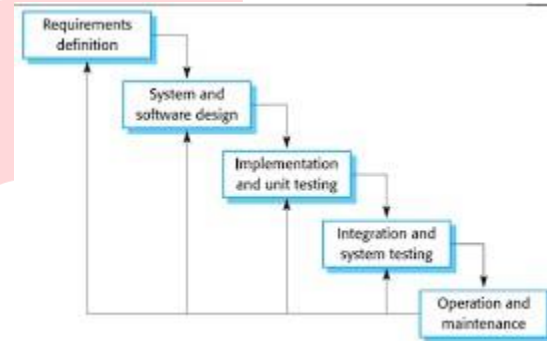 Requirements
definition
System and
software design
Implementation
and unit testing
Integration and
system testing
Operation and
maintenance